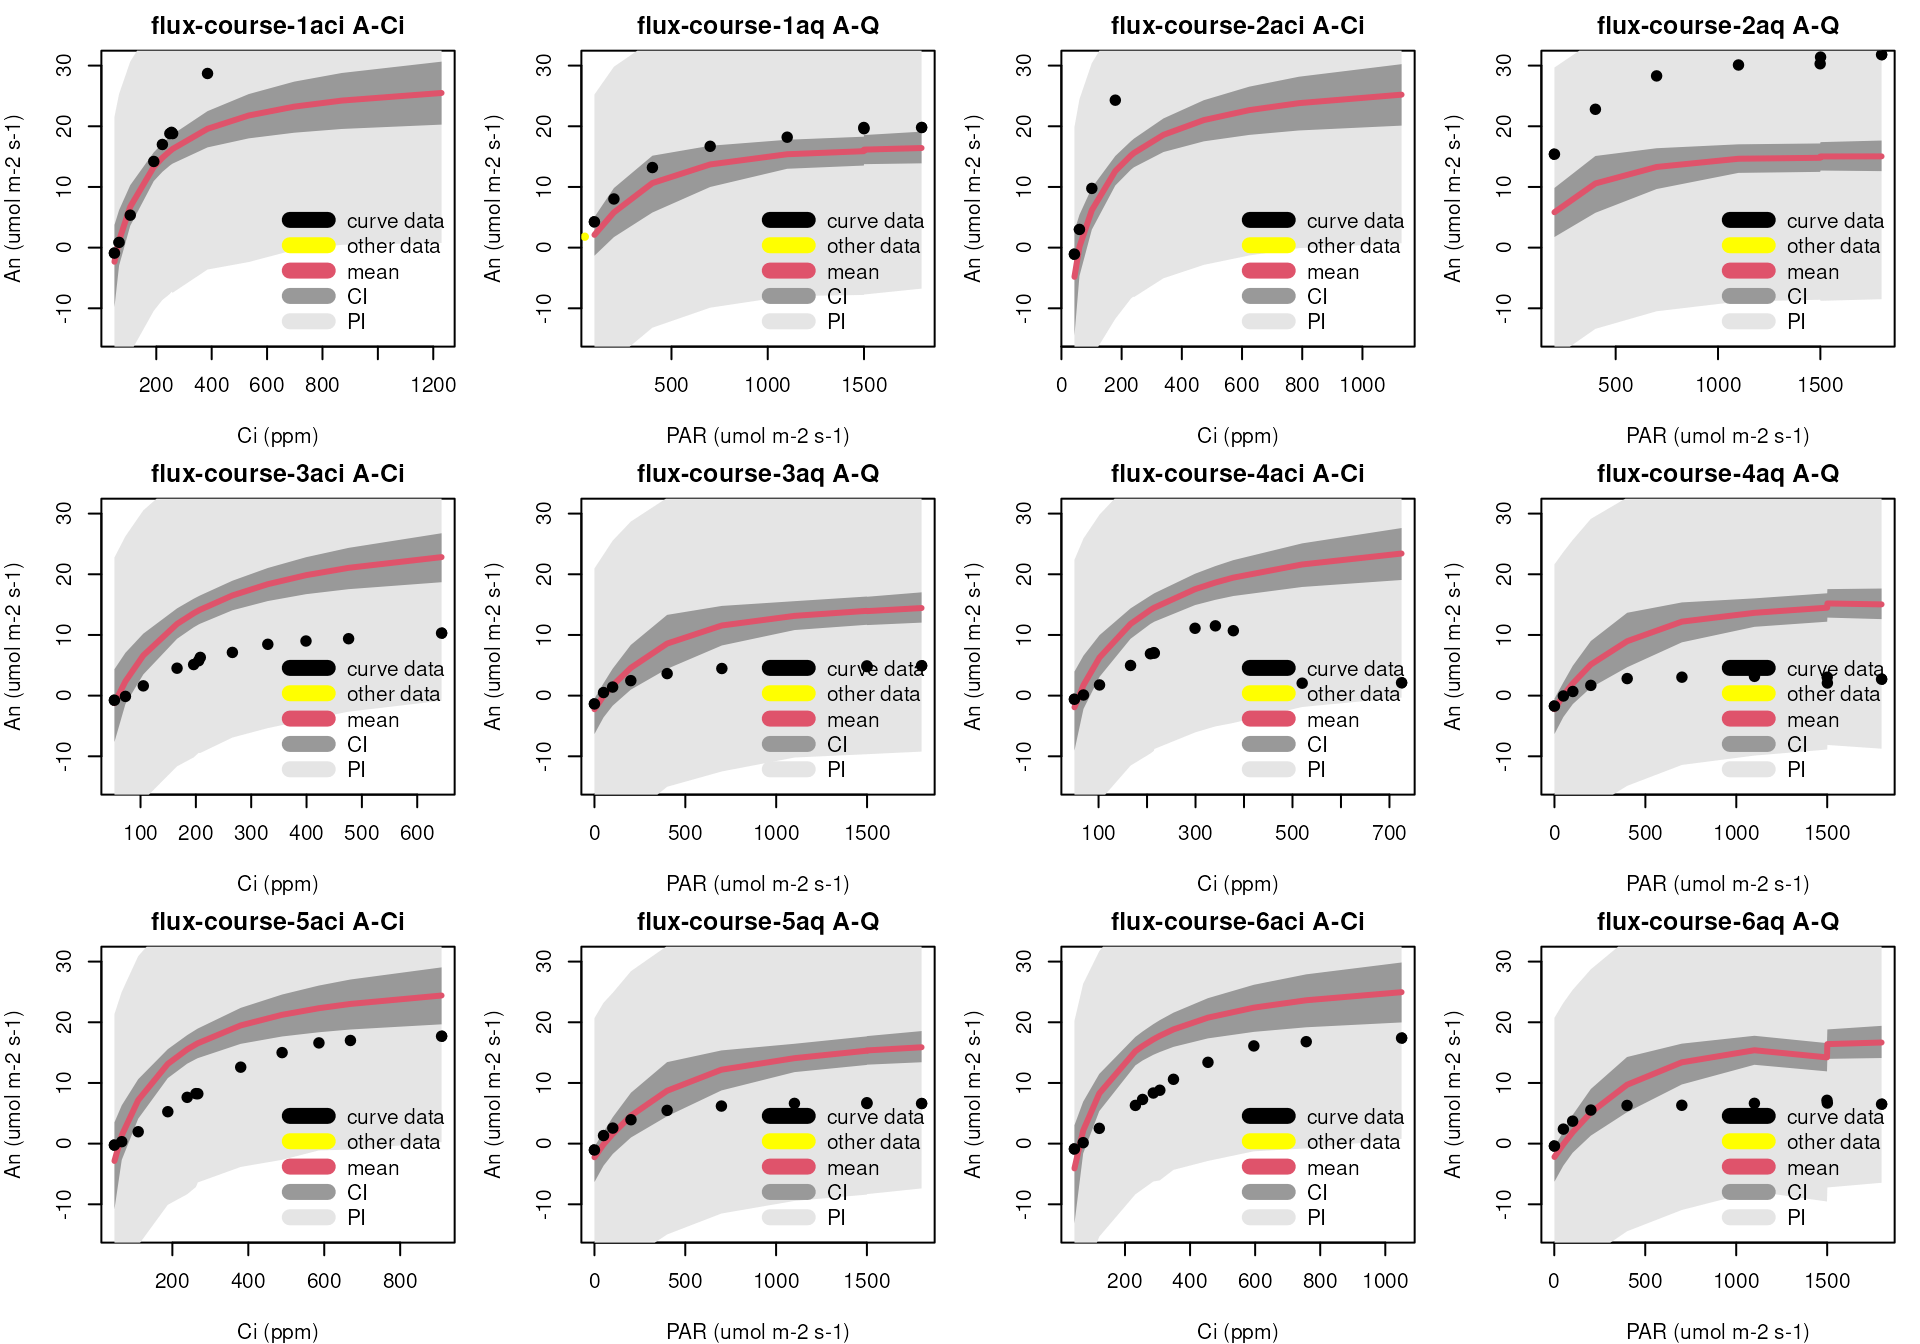 flux-course-1aci A-Ci
An (umol m-2 s-1)
30
20
10
0
-10
curve data
other data
mean
CI
PI
200 400 600 800 1200
Ci (ppm)
flux-course-1aq A-Q
An (umol m-2 s-1)
30
20
10
0
-10
curve data
other data
mean
CI
PI
500 1000 1500
PAR (umol m-2 s-1)
flux-course-2aci A-Ci
An (umol m-2 s-1)
30
20
10
0
-10
curve data
other data
mean
CI
PI
0 200 400 600 800 1000
Ci (ppm)
flux-course-2aq A-Q
An (umol m-2 s-1)
30
20
10
0
-10
curve data
other data
mean
CI
PI
500 1000 1500
PAR (umol m-2 s-1)
flux-course-3aci A-Ci
An (umol m-2 s-1)
30
20
10
0
-10
curve data
other data
mean
CI
PI
100 200 300 400 500 600
Ci (ppm)
flux-course-3aq A-Q
An (umol m-2 s-1)
30
20
10
0
-10
curve data
other data
mean
CI
PI
0 500 1000 1500
PAR (umol m-2 s-1)
flux-course-4aci A-Ci
An (umol m-2 s-1)
30
20
10
0
-10
curve data
other data
mean
CI
PI
100 300 500 700
Ci (ppm)
flux-course-4aq A-Q
An (umol m-2 s-1)
30
20
10
0
-10
curve data
other data
mean
CI
PI
0 500 1000 1500
PAR (umol m-2 s-1)
flux-course-5aci A-Ci
An (umol m-2 s-1)
30
20
10
0
-10
curve data
other data
mean
CI
PI
200 400 600 800
Ci (ppm)
flux-course-5aq A-Q
An (umol m-2 s-1)
30
20
10
0
-10
curve data
other data
mean
CI
PI
0 500 1000 1500
PAR (umol m-2 s-1)
flux-course-6aci A-Ci
An (umol m-2 s-1)
30
20
10
0
-10
curve data
other data
mean
CI
PI
200 400 600 800 1000
Ci (ppm)
flux-course-6aq A-Q
An (umol m-2 s-1)
30
20
10
0
-10
curve data
other data
mean
CI
PI
0 500 1000 1500
PAR (umol m-2 s-1)